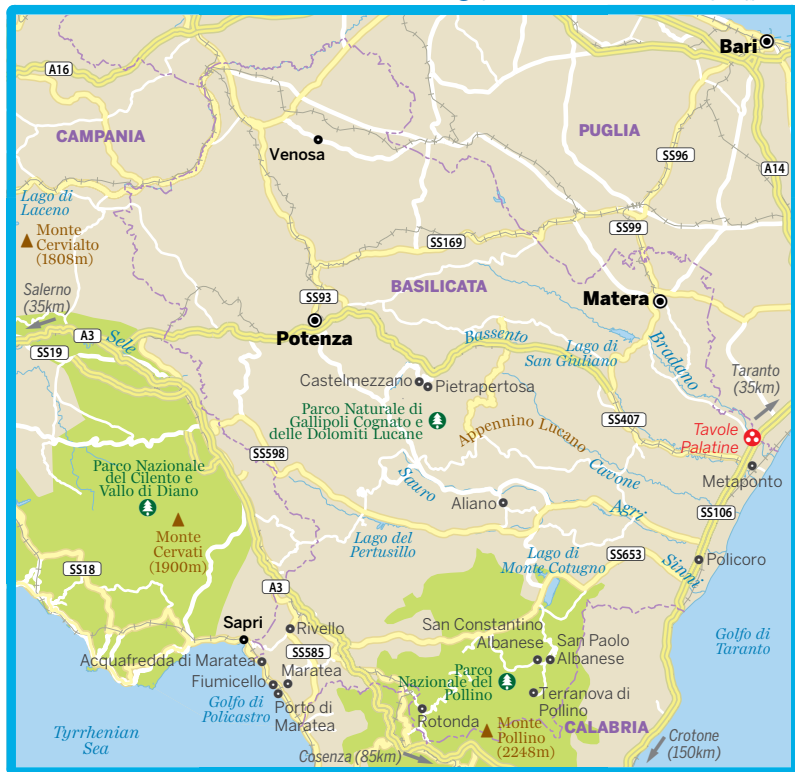 Bari
A16
CAMPANIA
PUGLIA
Venosa
SS96
A14
Lago di
Laceno
Monte
Cervialto
(1808m)
SS99
SS169
Salerno
(35km)
SS93
BASILICATA
Matera
Potenza
A3
Sele
SS19
Bassento
Lago di
San Giuliano
Bradano
Taranto
(35km)
Castelmezzano
Pietrapertosa
Parco Naturale di
Gallipoli Cognato e
delle Dolomiti Lucane
Appennino Lucano
SS407
Tavole
Palatine
SS598
Sauro
Cavone
Metaponto
Parco Nazionale
del Cilento e
Vallo di Diano
Aliano
Agri
SS106
Monte
Cervati
(1900m)
Lago del
Pertusillo
Lago di
Monte Cotugno
SS653
Sinni
Policoro
SS18
A3
Sapri
Rivello
San Constantino
Albanese
San Paolo
Albanese
Golfo di
Taranto
SS585
Acquafredda di Maratea
Maratea
Fiumicello
Parco
Nazionale del
Pollino
Golfo di
Policastro
Porto di
Maratea
Terranova di
Pollino
Rotonda
Monte
Pollino
(2248m)
CALABRIA
Tyrrhenian
Sea
Cosenza (85km)
Crotone
(150km)